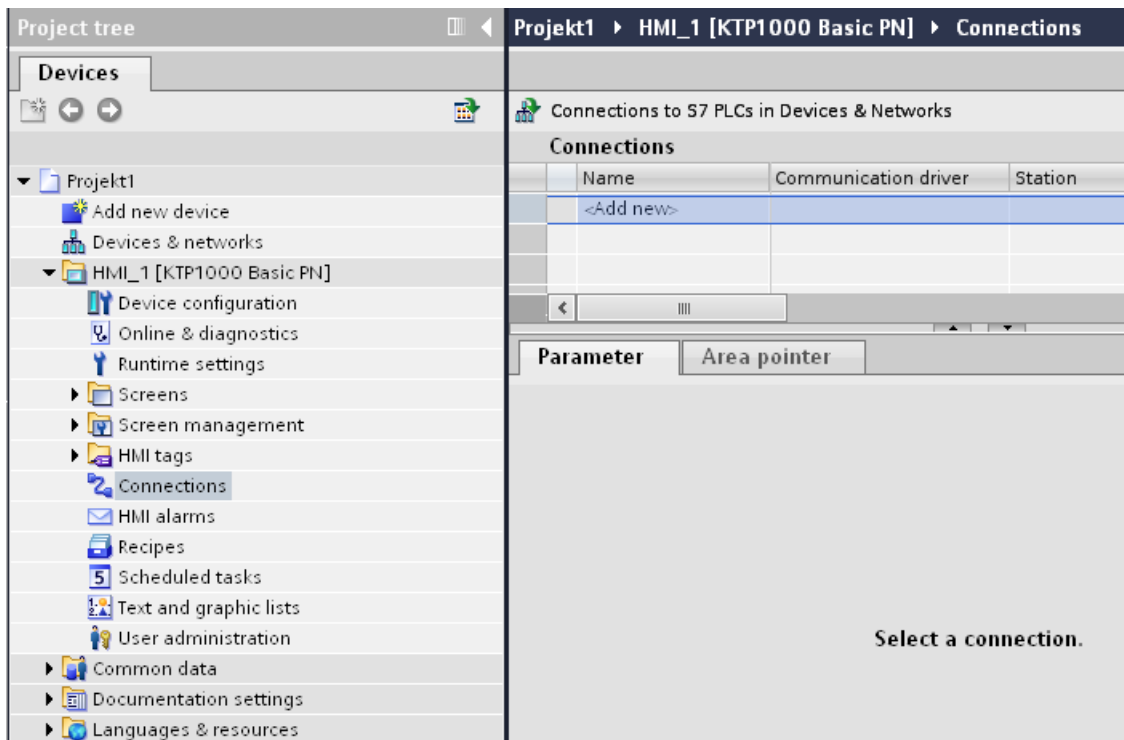 Project tree
Devices
Projekt1
Add new device
Devices & networks
HMI_1 [KTP1000 Basic PN]
Device configuration
Online & diagnostics
Runtime settings
Screens
Screen management
HMI tags
Connections
HMI alarms
Recipes
Scheduled tasks
Text and graphic lists
User administration
Common data
Documentation settings
Languages & resources
Projekt1 HMI_1 [KTP1000 Basic PN] Connections
Connections to S7 PLCs in Devices & Networks
Connections
Name Communication driver Station
<Add new>
Parameter Area pointer
Select a connection.